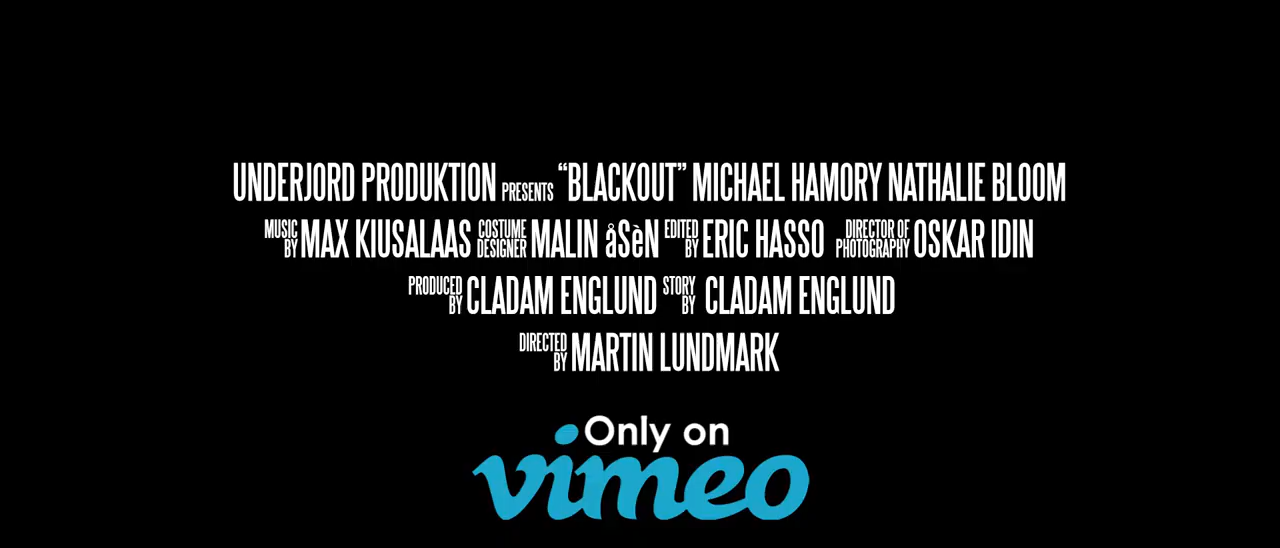 UNDERJORD PRODUKTION PRESENTS “BLACKOUT” MICHAEL HAMORY NATHALIE BLOOM
MUSIC BY MAX KIUSALAAS COSTUME DESIGNER MALIN åSèN EDITED BY ERIC HASSO DIRECTOR OF PHOTOGRAPHY OSKAR IDIN
PRODUCED BY CLADAM ENGLUND STORY BY CLADAM ENGLUND
DIRECTED BY MARTIN LUNDMARK
Only on
vimeo